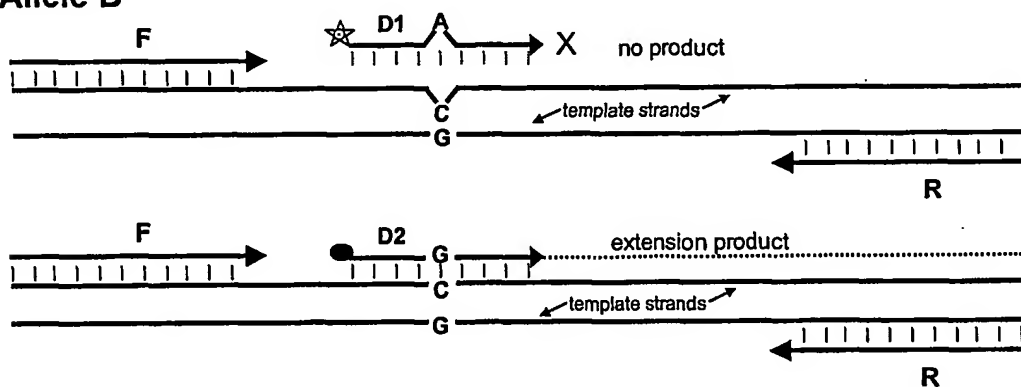 Allele B
F D1 A X no product
C template strands
G
R
F D2 G extension product
C
template strands
G
R